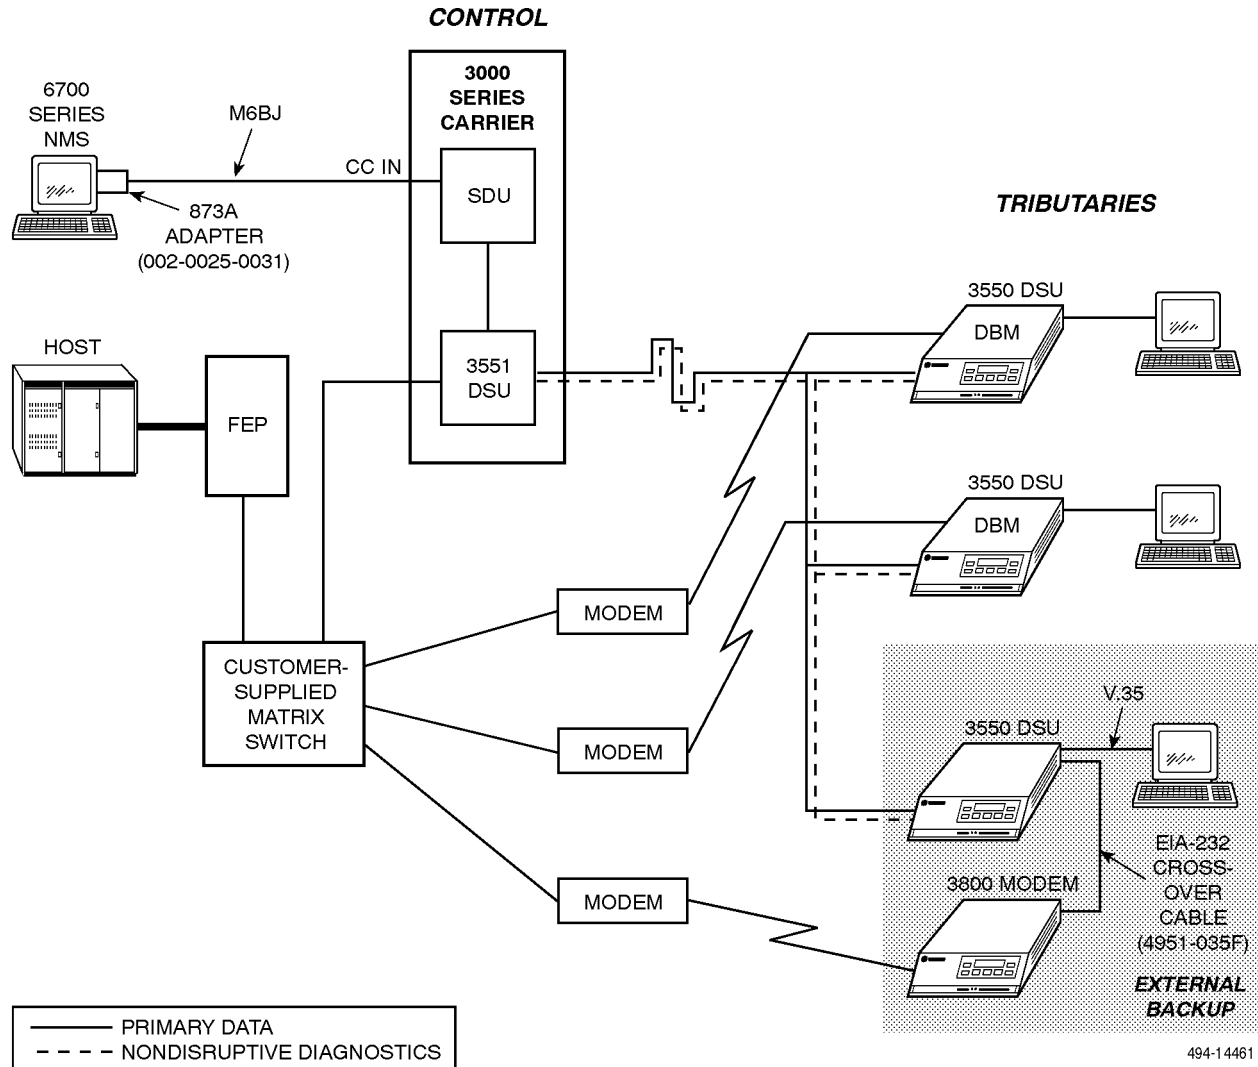 CONTROL
3000
SERIES
CARRIER
6700
SERIES
NMS
M6BJ
CC IN
SDU
873A
ADAPTER
(002-0025-0031)
TRIBUTARIES
3550 DSU
DBM
HOST
FEP
3551
DSU
3550 DSU
DBM
MODEM
CUSTOMER-
SUPPLIED
MATRIX
SWITCH
MODEM
V.35
3550 DSU
EIA-232
CROSS-
OVER
CABLE
(4951-035F)
3800 MODEM
MODEM
EXTERNAL
BACKUP
PRIMARY DATA
NONDISRUPTIVE DIAGNOSTICS
494-14461